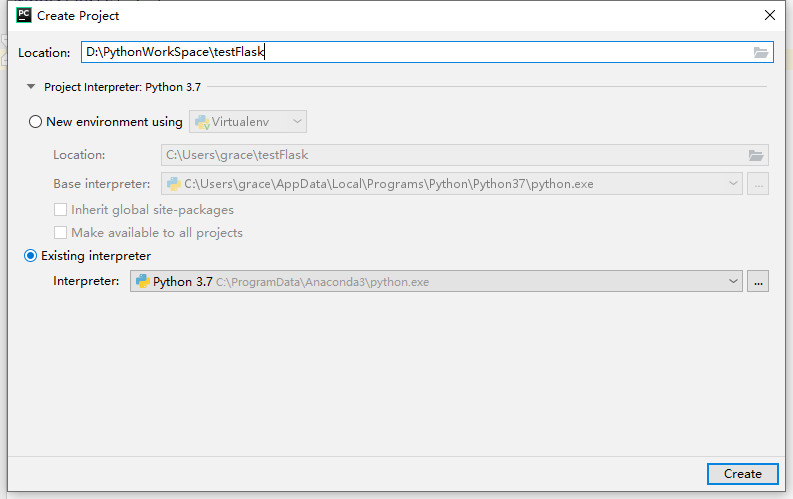 PC Create Project
Location: D:\PythonWorkSpace\testFlask
Project Interpreter: Python 3.7
New environment using Virtualenv
Location: C:\Users\grace\testFlask
Base interpreter: C:\Users\grace\AppData\Local\Programs\Python\Python37\python.exe ...
Inherit global site-packages
Make available to all projects
Existing interpreter
Interpreter: Python 3.7 C:\ProgramData\Anaconda3\python.exe ...
Create